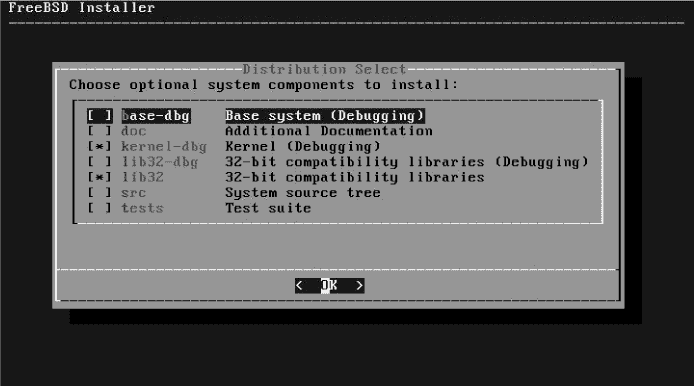 FreeBSD Installer
Distribution Select
Choose optional system components to install:
[ ] base-dbg Base system (Debugging)
[ ] doc Additional Documentation
[*] kernel-dbg Kernel (Debugging)
[ ] lib32-dbg 32-bit compatibility libraries (Debugging)
[*] lib32 32-bit compatibility libraries
[ ] src System source tree
[ ] tests Test suite
< OK >